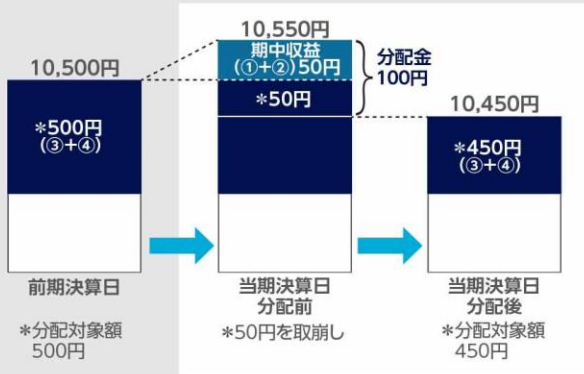 10,550円
期中収益
(①+②)50円
分配金
100円
10,500円
*50円
10,450円
*500円
(③+④)
*450円
(③+④)
前期決算日
当期決算日
分配前
当期決算日
分配後
*分配対象額
500円
*50円を取崩し
*分配対象額
450円